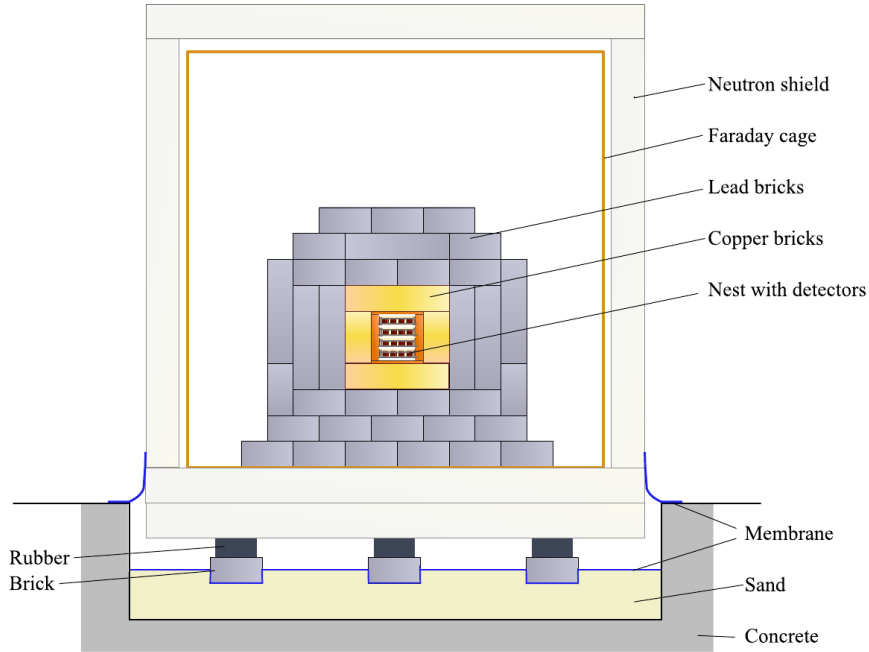 Neutron shield
Faraday cage
Lead bricks
Copper bricks
Nest with detectors
Rubber
Brick
Membrane
Sand
Concrete